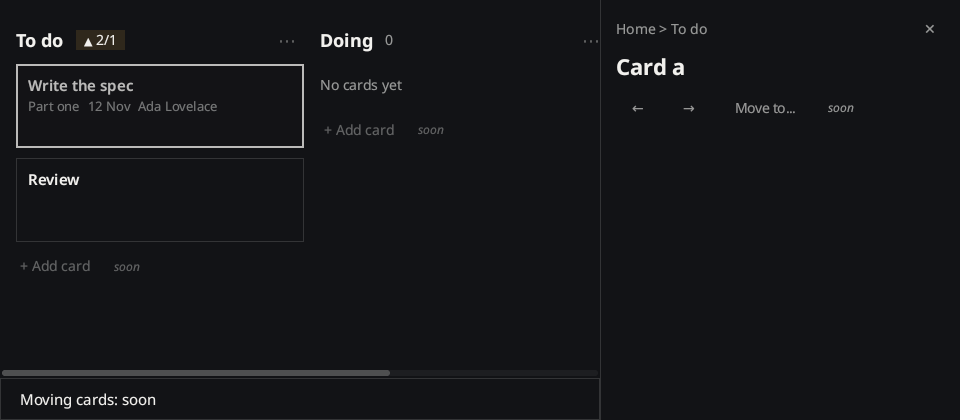 To do ▲ 2/1 ⋯
Write the spec
Part one 12 Nov Ada Lovelace
Review
+ Add card soon
Doing 0 ⋯
No cards yet
+ Add card soon
Moving cards: soon
Home > To do ✕
Card a
← → Move to... soon